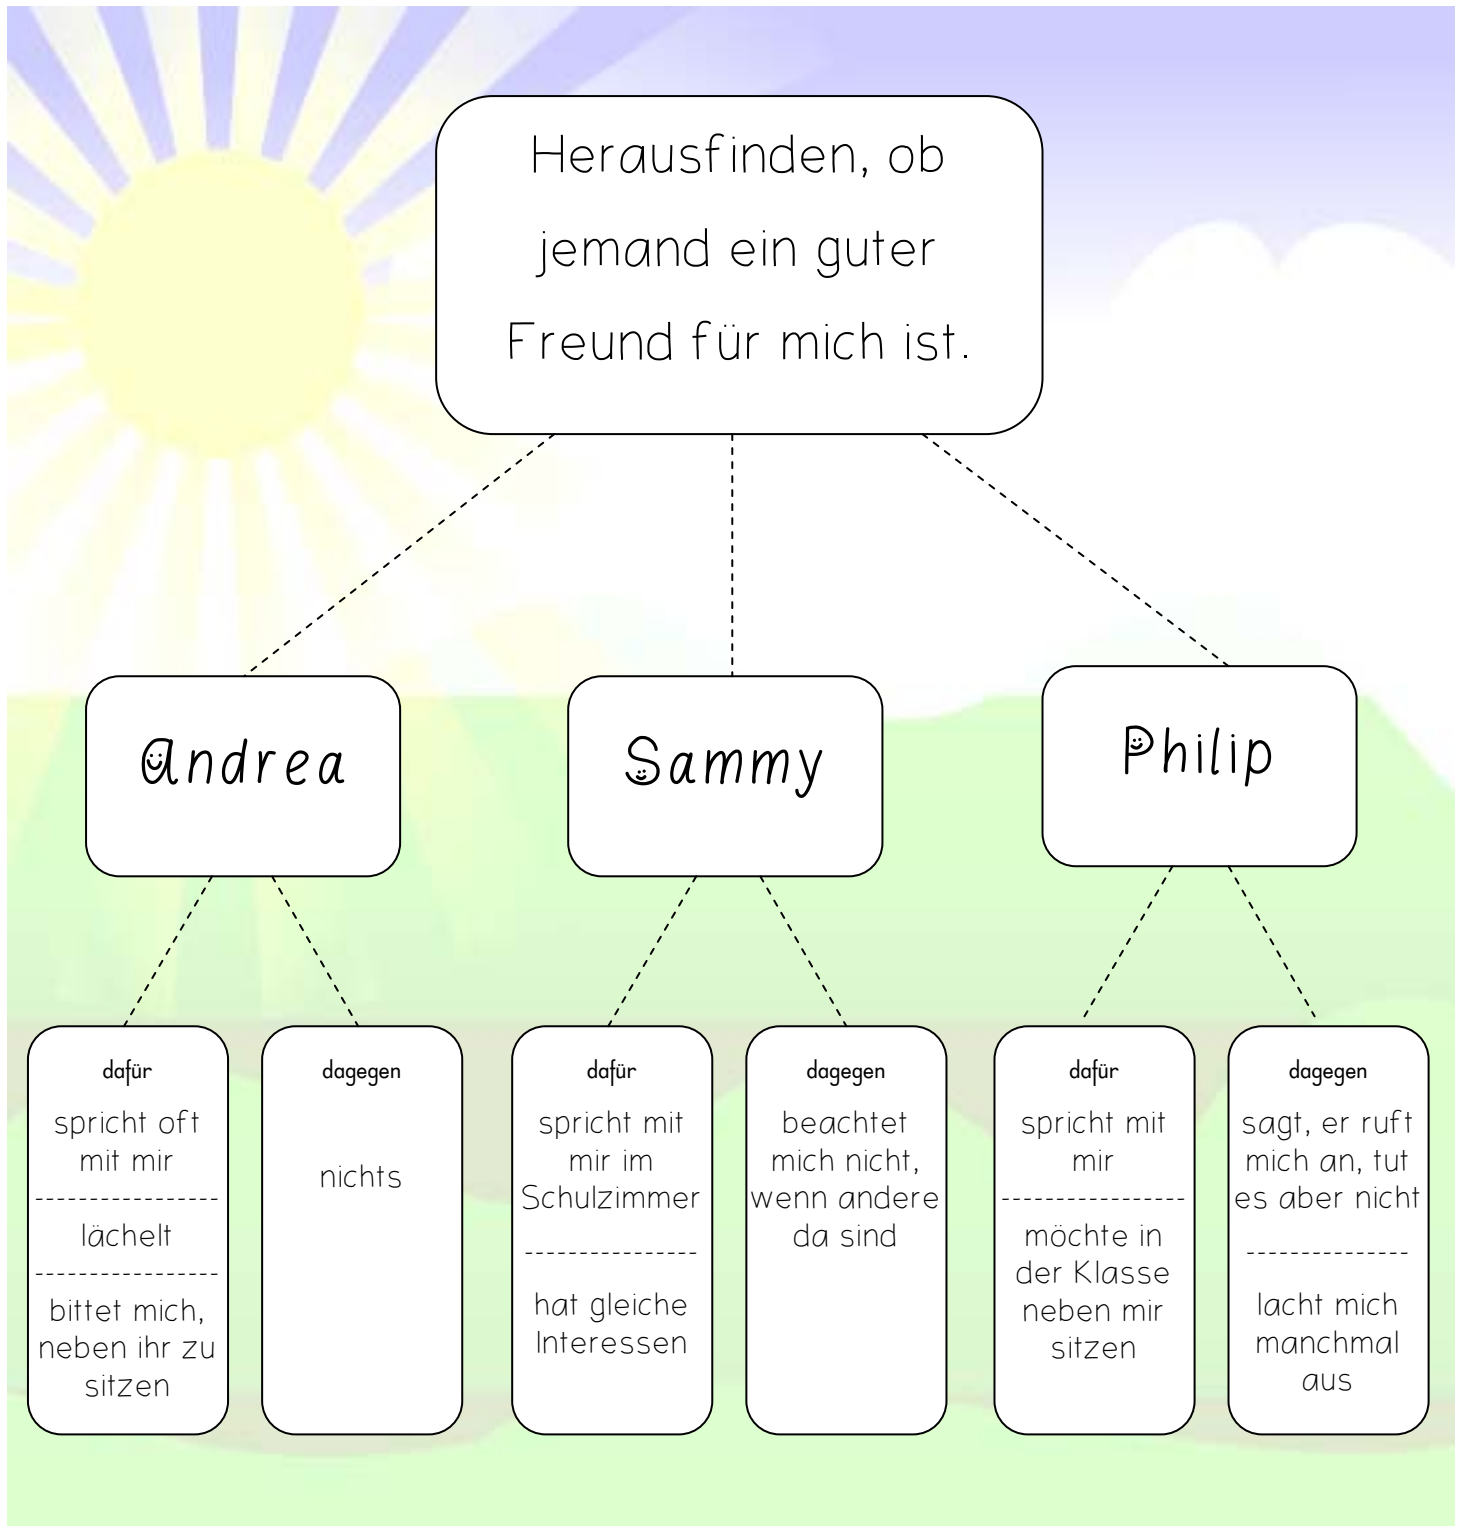 Herausfinden, ob
jemand ein guter
Freund für mich ist.
Andrea
Sammy
Philip
dafür
spricht oft
mit mir
lächelt
bittet mich,
neben ihr zu
sitzen
dagegen
nichts
dafür
spricht mit
mir im
Schulzimmer
hat gleiche
Interessen
dagegen
beachtet
mich nicht,
wenn andere
da sind
dafür
spricht mit
mir
möchte in
der Klasse
neben mir
sitzen
dagegen
sagt, er ruft
mich an, tut
es aber nicht
lacht mich
manchmal
aus